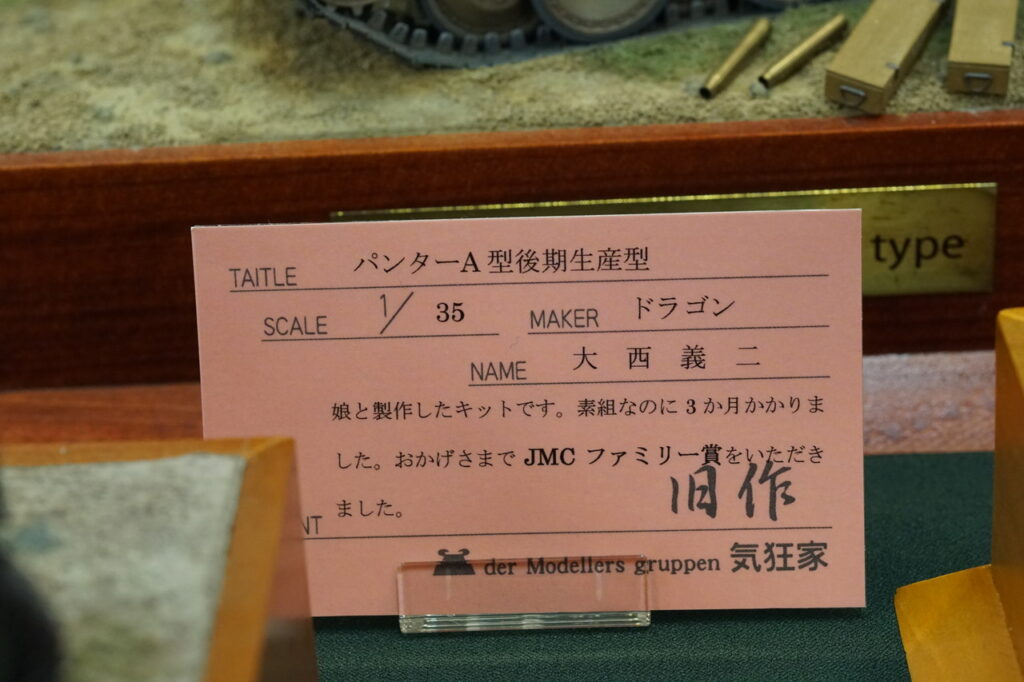 type
TAITLE パンターA型後期生産型
SCALE 1/35 MAKER ドラゴン
NAME 大西義二
娘と製作したキットです。素組なのに3か月かかりま
した。おかげさまで JMC ファミリー賞をいただき
ました。
旧作
NT
der Modellers gruppen 気狂家